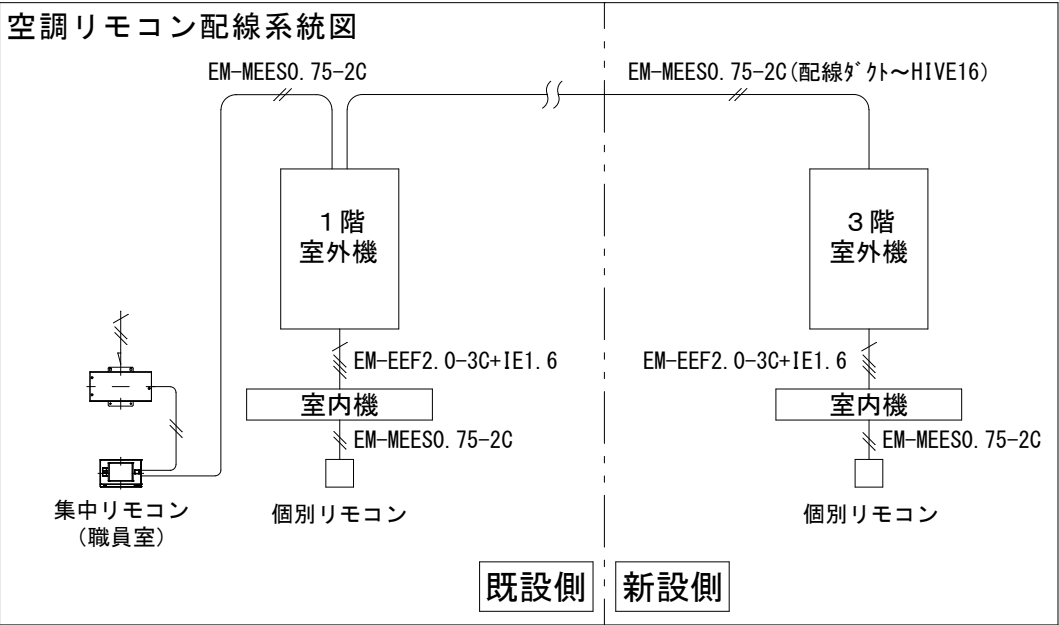 空調リモコン配線系統図
EM-MEES0.75-2C
EM-MEES0.75-2C(配線ﾀﾞｸﾄ～HIVE16)
1階
室外機
3階
室外機
EM-EEF2.0-3C+IE1.6
EM-EEF2.0-3C+IE1.6
室内機
室内機
EM-MEES0.75-2C
EM-MEES0.75-2C
集中リモコン
(職員室)
個別リモコン
個別リモコン
既設側
新設側